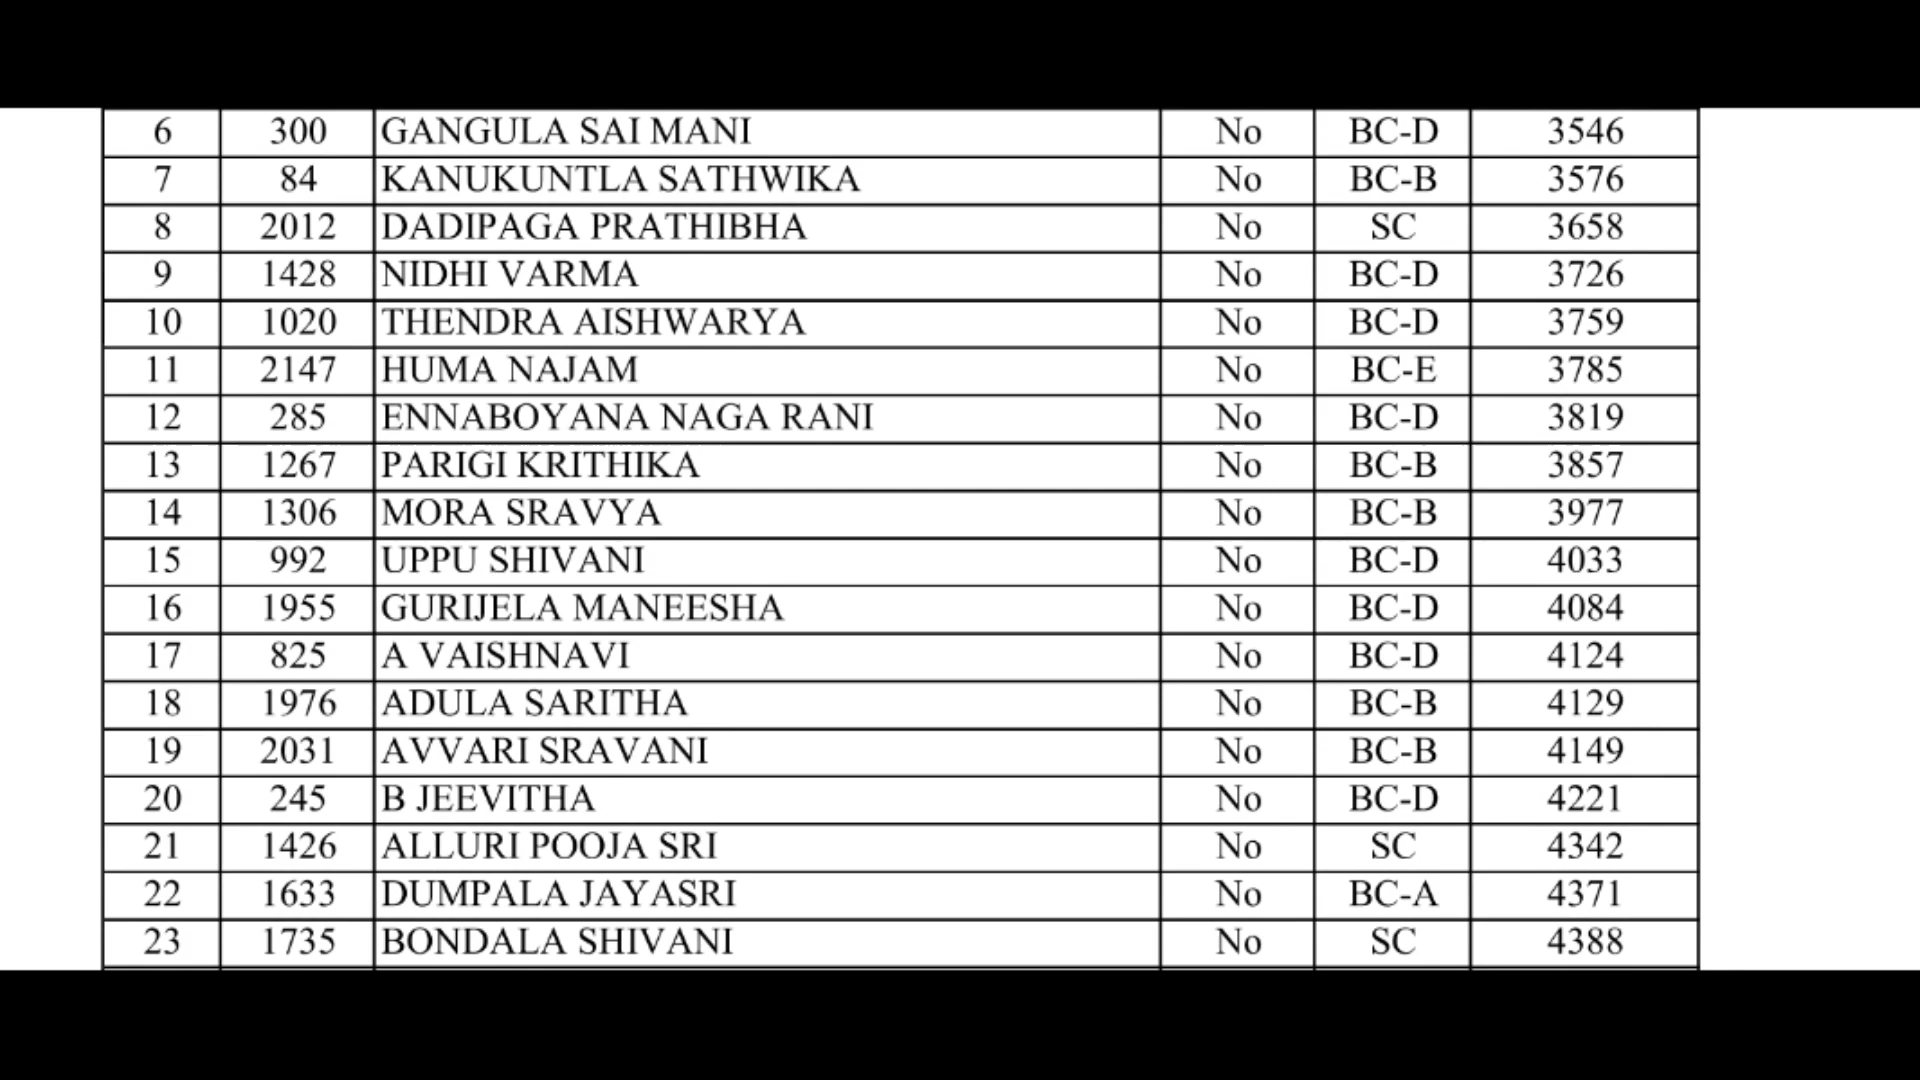 6 300 GANGULA SAI MANI No BC-D 3546
7 84 KANUKUNTLA SATHWIKA No BC-B 3576
8 2012 DADIPAGA PRATHIBHA No SC 3658
9 1428 NIDHI VARMA No BC-D 3726
10 1020 THENDRA AISHWARYA No BC-D 3759
11 2147 HUMA NAJAM No BC-E 3785
12 285 ENNABOYANA NAGA RANI No BC-D 3819
13 1267 PARIGI KRITHIKA No BC-B 3857
14 1306 MORA SRAVYA No BC-B 3977
15 992 UPPU SHIVANI No BC-D 4033
16 1955 GURIJELA MANEESHA No BC-D 4084
17 825 A VAISHNAVI No BC-D 4124
18 1976 ADULA SARITHA No BC-B 4129
19 2031 AVVARI SRAVANI No BC-B 4149
20 245 B JEEVITHA No BC-D 4221
21 1426 ALLURI POOJA SRI No SC 4342
22 1633 DUMPALA JAYASRI No BC-A 4371
23 1735 BONDALA SHIVANI No SC 4388